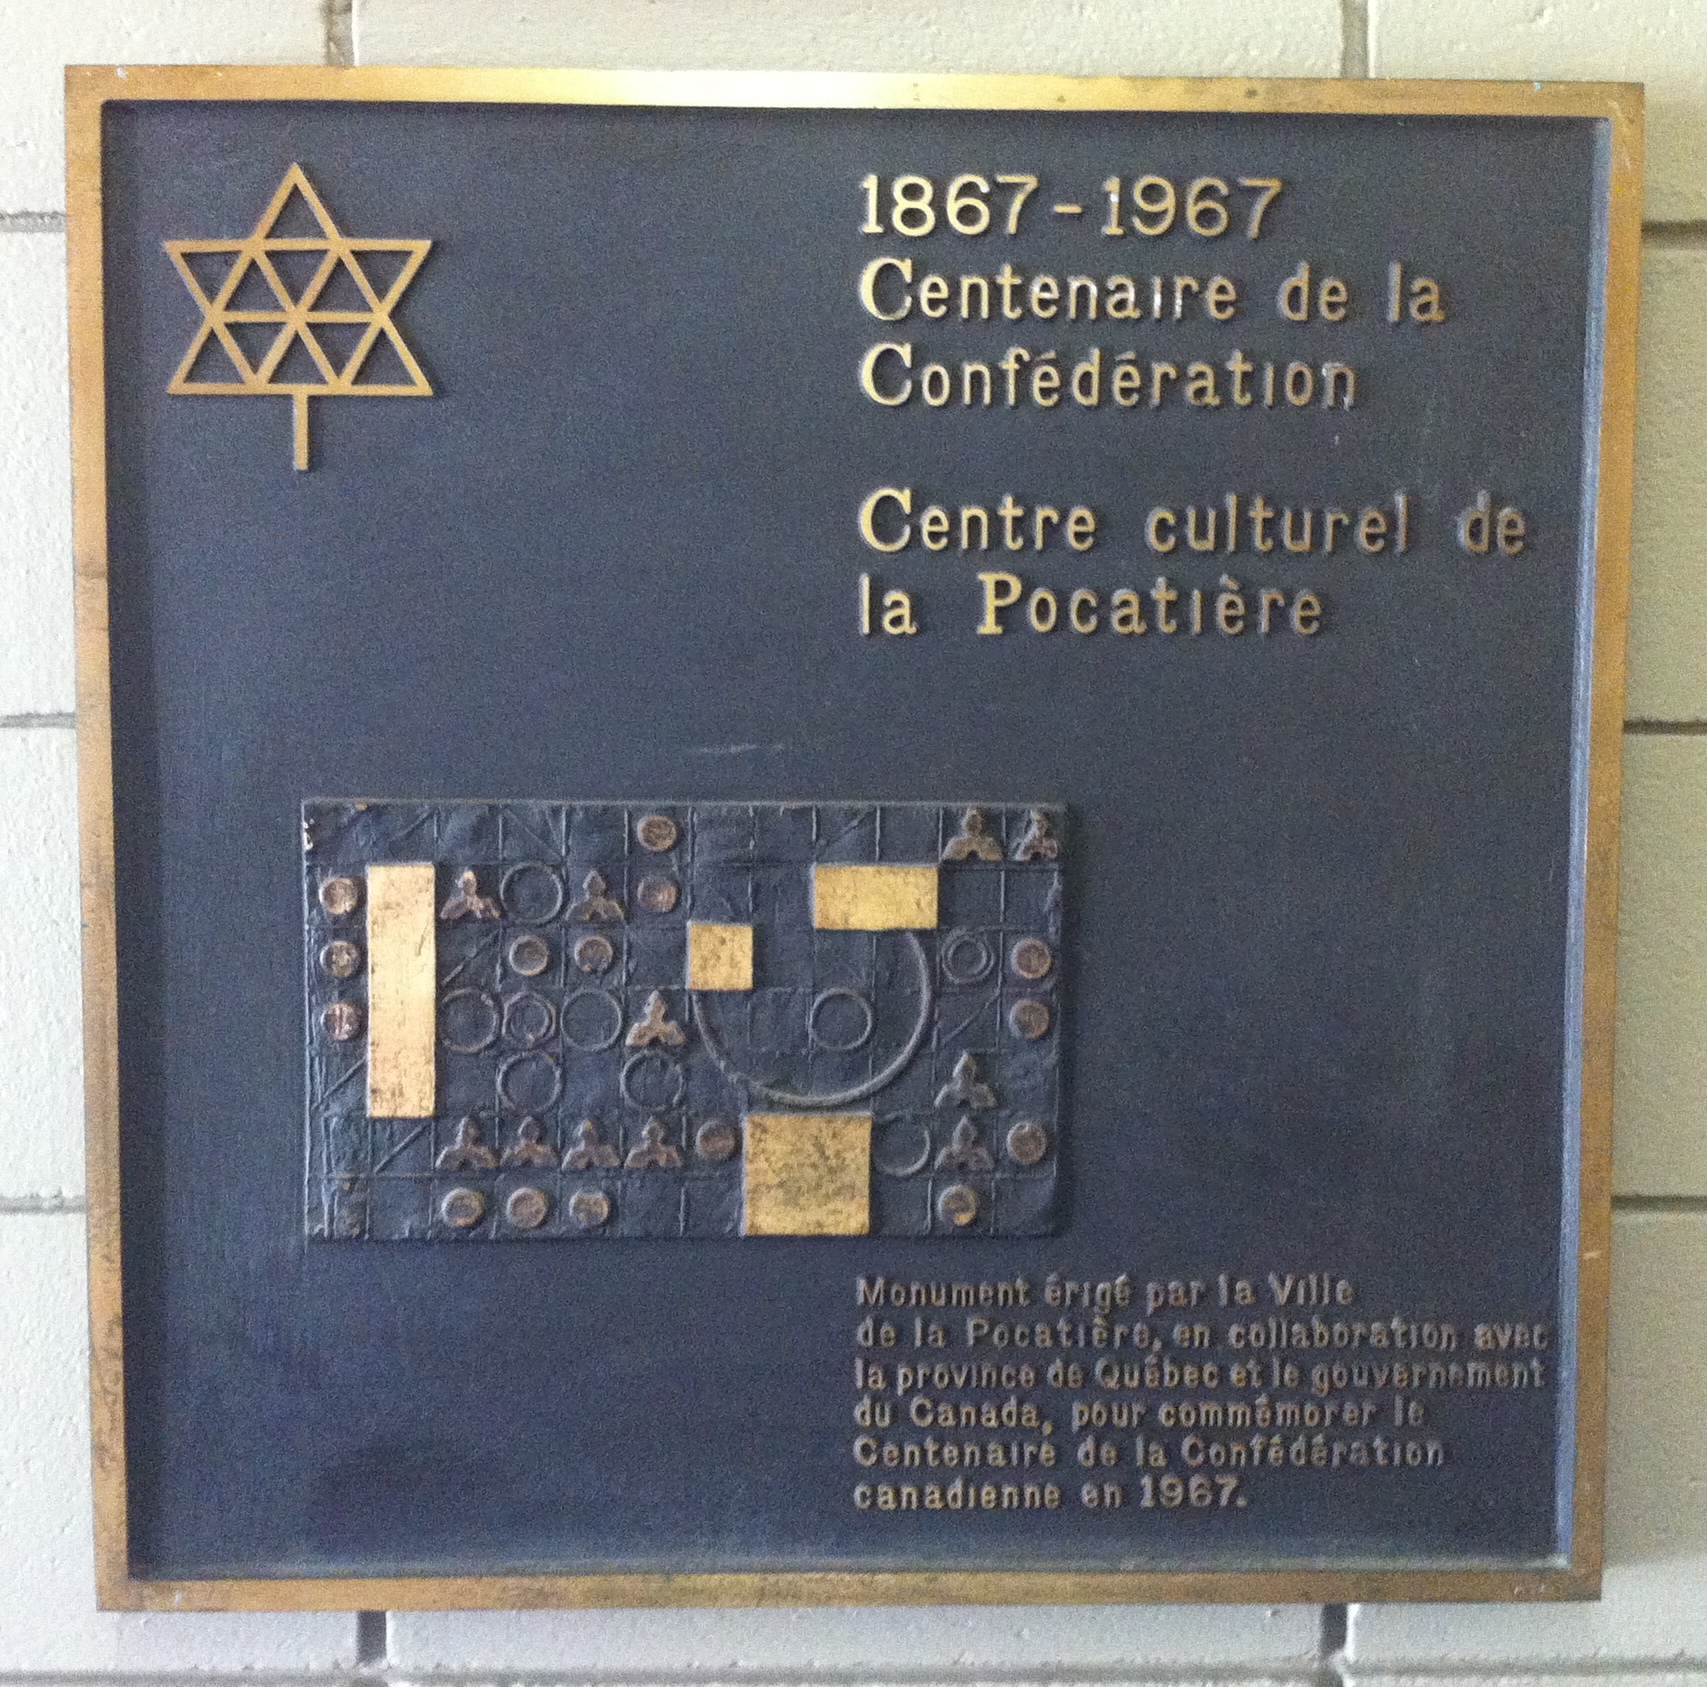 1867-1967
Centenaire de la
Confédération
Centre culturel de
la Pocatière
Monument érigé par la Ville
de la Pocatière, en collaboration avec
la province de Québec et le gouvernement
du Canada, pour commémorer le
Centenaire de la Confédération
canadienne en 1967.